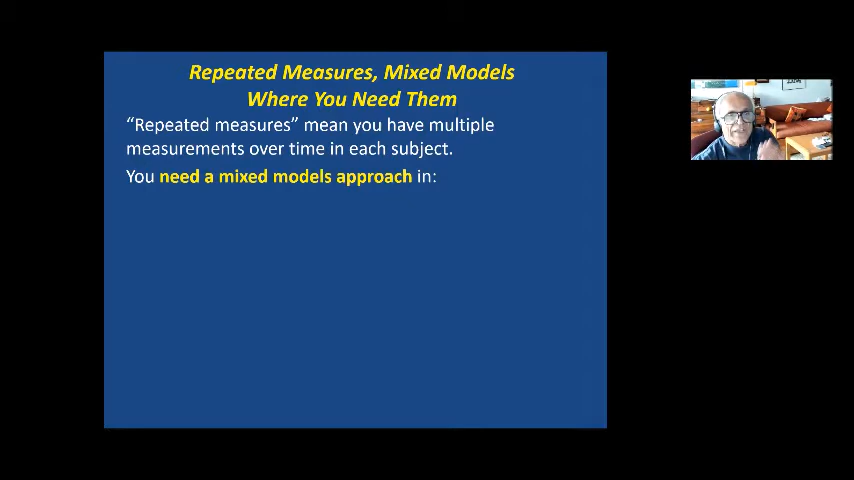 Repeated Measures, Mixed Models
Where You Need Them
“Repeated measures” mean you have multiple
measurements over time in each subject.
You need a mixed models approach in: